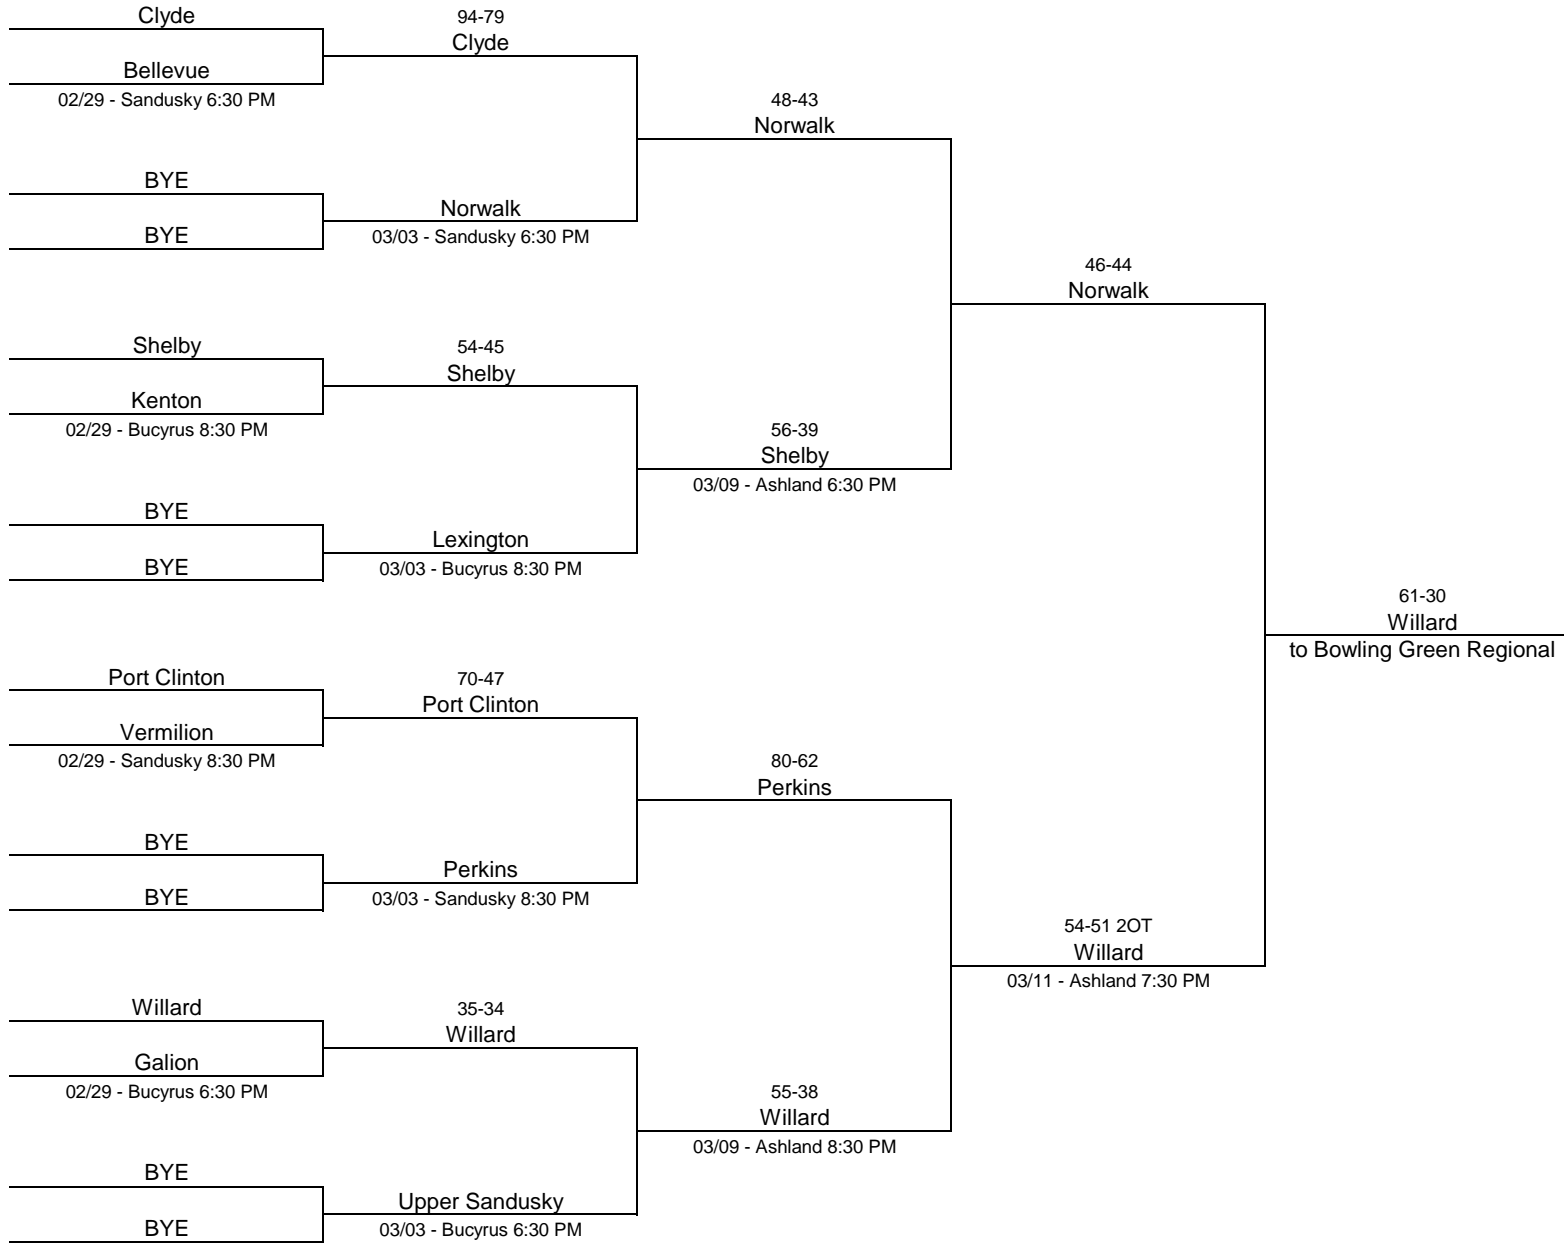 Clyde
Bellevue
02/29 - Sandusky 6:30 PM
BYE
BYE
Shelby
Kenton
02/29 - Bucyrus 8:30 PM
BYE
BYE
Port Clinton
Vermilion
02/29 - Sandusky 8:30 PM
BYE
BYE
Willard
Galion
02/29 - Bucyrus 6:30 PM
BYE
BYE
94-79
Clyde
Norwalk
03/03 - Sandusky 6:30 PM
54-45
Shelby
Lexington
03/03 - Bucyrus 8:30 PM
70-47
Port Clinton
Perkins
03/03 - Sandusky 8:30 PM
35-34
Willard
Upper Sandusky
03/03 - Bucyrus 6:30 PM
48-43
Norwalk
56-39
Shelby
03/09 - Ashland 6:30 PM
80-62
Perkins
55-38
Willard
03/09 - Ashland 8:30 PM
46-44
Norwalk
54-51 2OT
Willard
03/11 - Ashland 7:30 PM
61-30
Willard
to Bowling Green Regional